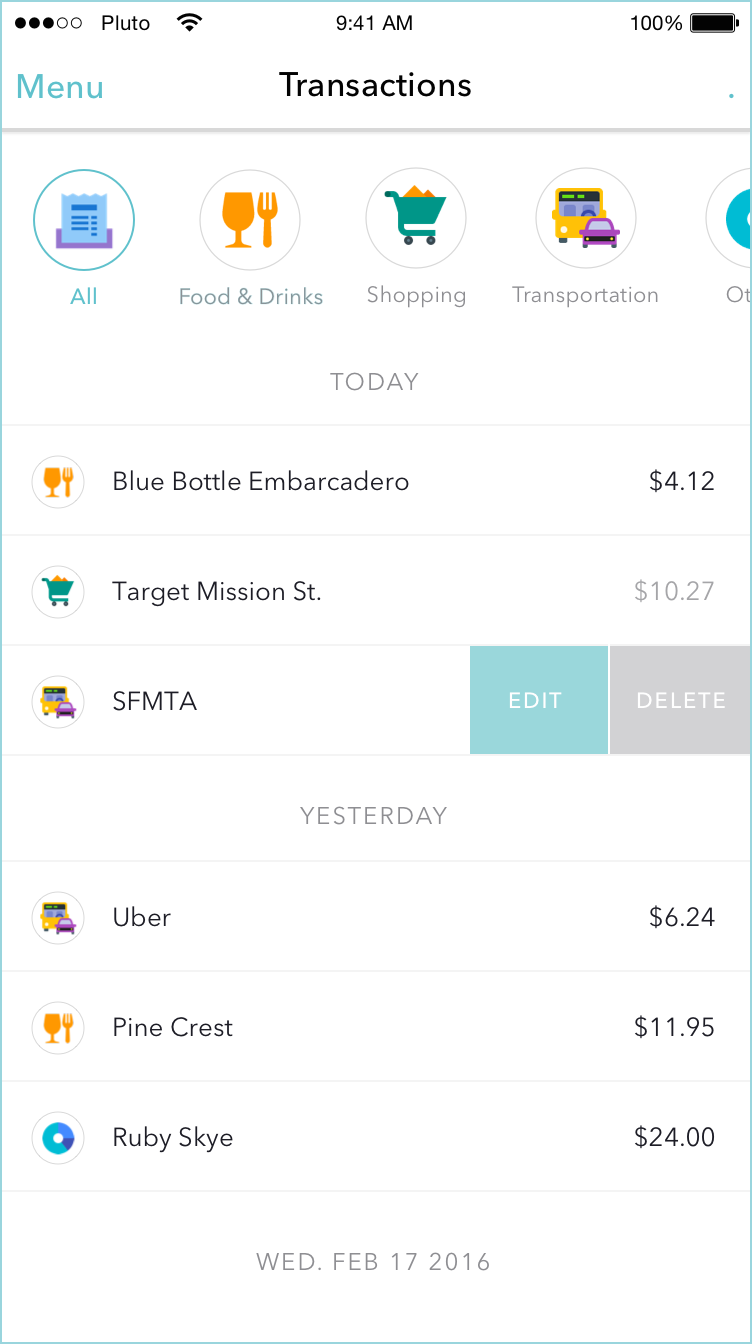 Pluto 9:41 AM 100%
Menu Transactions .
All Food & Drinks Shopping Transportation Ot
TODAY
Blue Bottle Embarcadero $4.12
Target Mission St. $10.27
SFMTA EDIT DELETE
YESTERDAY
Uber $6.24
Pine Crest $11.95
Ruby Skye $24.00
WED. FEB 17 2016